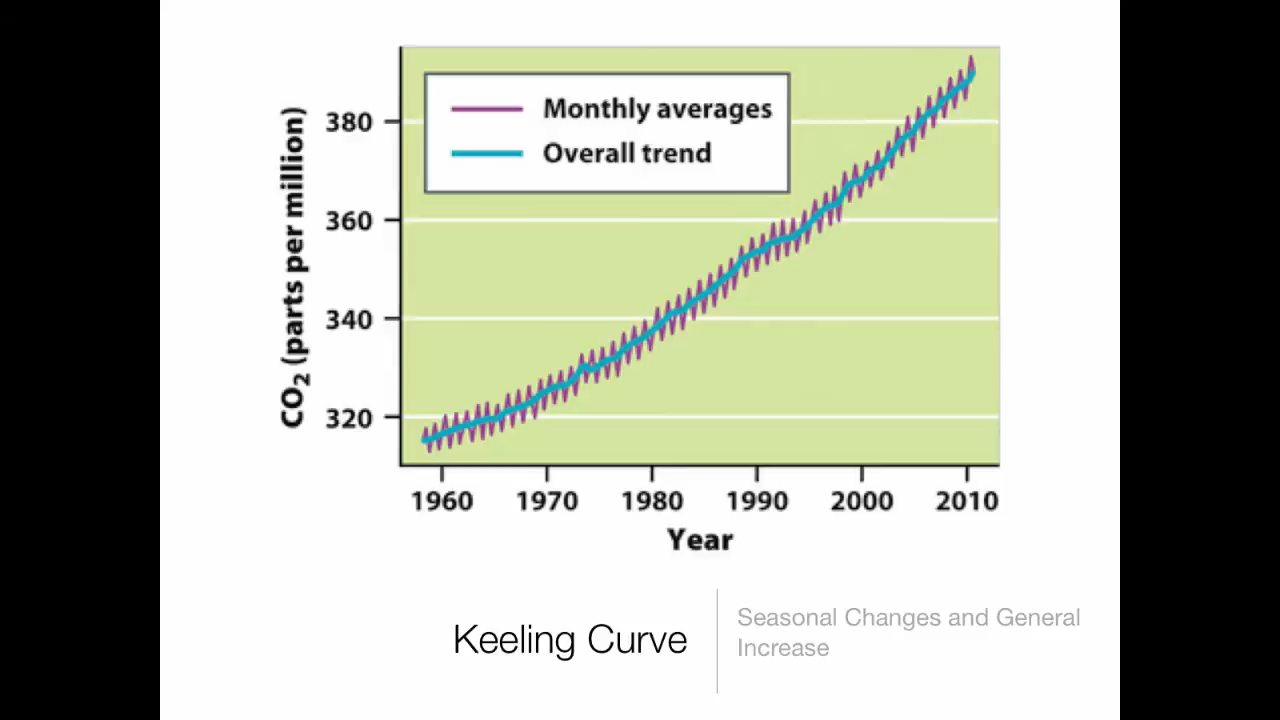 Monthly averages
Overall trend
CO₂ (parts per million)
380
360
340
320
1960 1970 1980 1990 2000 2010
Year
Keeling Curve
Seasonal Changes and General
Increase